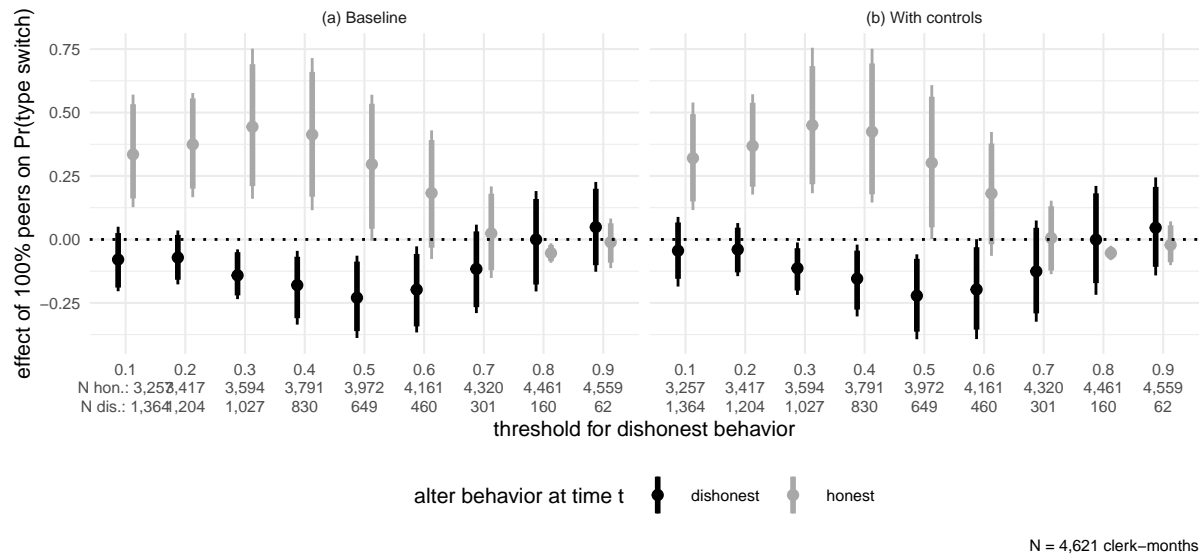 (a) Baseline
(b) With controls
effect of 100% peers on Pr(type switch)
0.75
0.50
0.25
0.00
−0.25
0.1 0.2 0.3 0.4 0.5 0.6 0.7 0.8 0.9 0.1 0.2 0.3 0.4 0.5 0.6 0.7 0.8 0.9
N hon.: 3,257 3,417 3,594 3,791 3,972 4,161 4,320 4,461 4,559 3,257 3,417 3,594 3,791 3,972 4,161 4,320 4,461 4,559
N dis.: 1,364 1,204 1,027 830 649 460 301 160 62 1,364 1,204 1,027 830 649 460 301 160 62
threshold for dishonest behavior
alter behavior at time t dishonest honest
N = 4,621 clerk−months